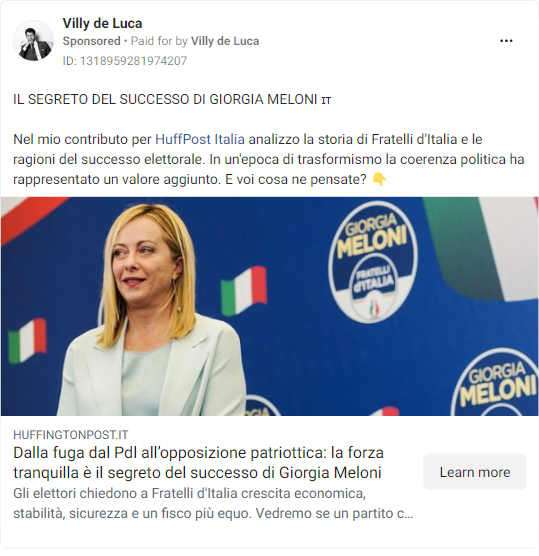 Villy de Luca
Sponsored • Paid for by Villy de Luca
ID: 1318959281974207
IL SEGRETO DEL SUCCESSO DI GIORGIA MELONI IT
Nel mio contributo per HuffPost Italia analizzo la storia di Fratelli d'Italia e le
ragioni del successo elettorale. In un'epoca di trasformismo la coerenza politica ha
rappresentato un valore aggiunto. E voi cosa ne pensate? 👇
GIORGIA
MELONI
FRATELLI
d'ITALIA
GIORGIA
MELONI
HUFFINGTONPOST.IT
Dalla fuga dal Pdl all’opposizione patriottica: la forza
tranquilla è il segreto del successo di Giorgia Meloni
Gli elettori chiedono a Fratelli d'Italia crescita economica,
stabilità, sicurezza e un fisco più equo. Vedremo se un partito c...
Learn more